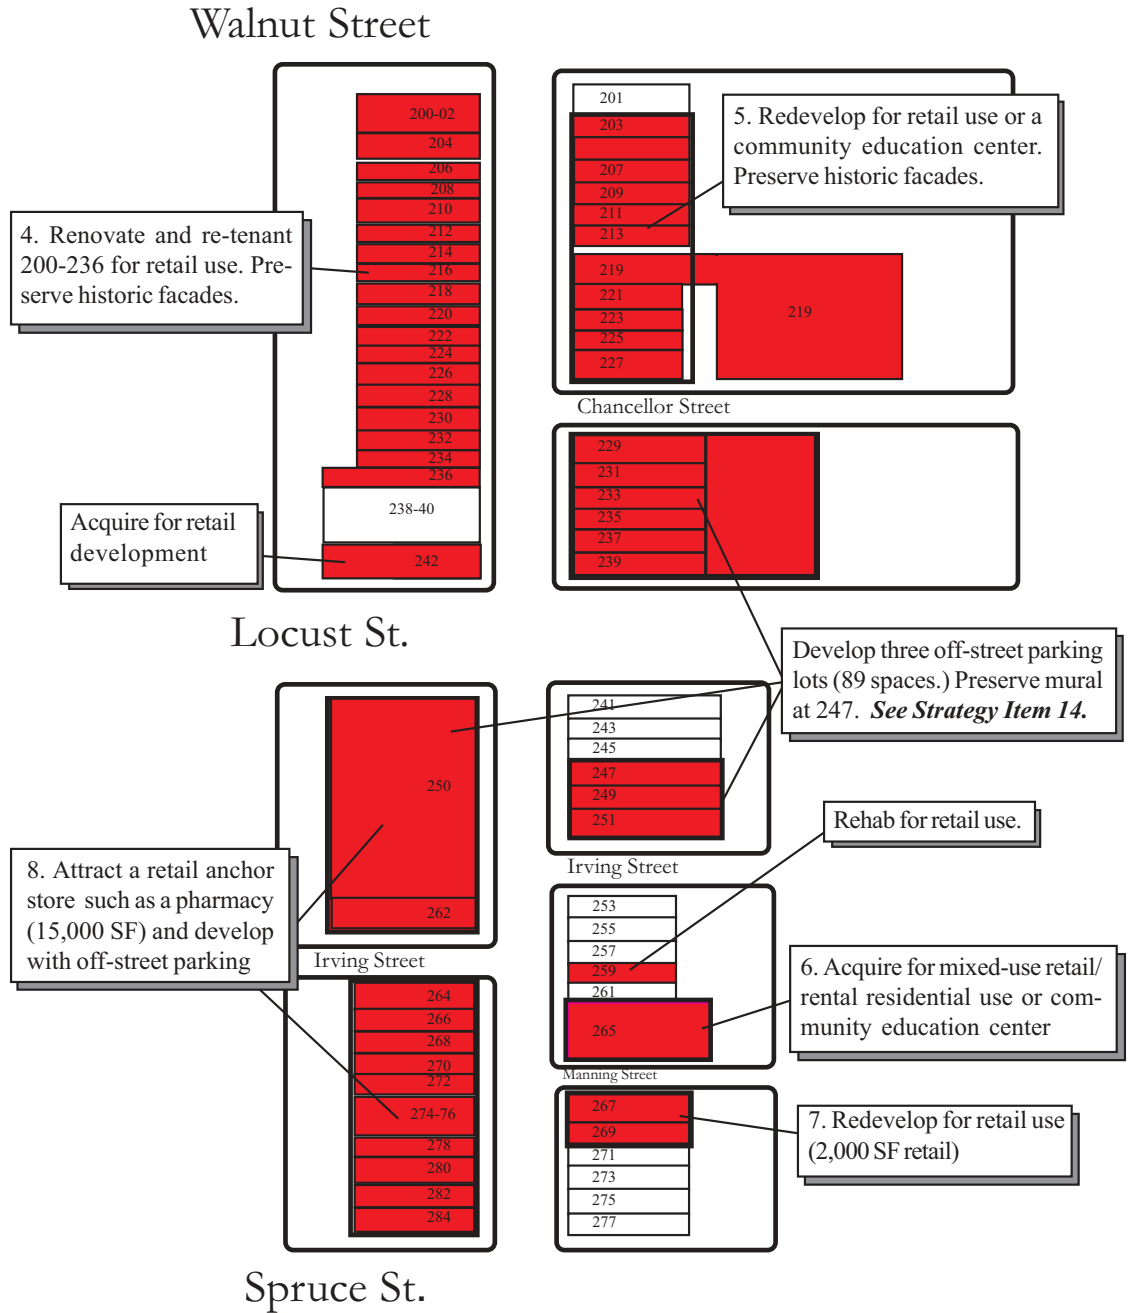 Walnut Street
200-02
204
206
208
210
212
214
216
218
220
222
224
226
228
230
232
234
236
238-40
242
4. Renovate and re-tenant
200-236 for retail use. Pre-
serve historic facades.
Acquire for retail
development
201
203
207
209
211
213
219
221
223
225
227
219
5. Redevelop for retail use or a
community education center.
Preserve historic facades.
Chancellor Street
229
231
233
235
237
239
Locust St.
Develop three off-street parking
lots (89 spaces.) Preserve mural
at 247. See Strategy Item 14.
250
262
241
243
245
247
249
251
Rehab for retail use.
8. Attract a retail anchor
store such as a pharmacy
(15,000 SF) and develop
with off-street parking
Irving Street
Irving Street
253
255
257
259
261
265
6. Acquire for mixed-use retail/
rental residential use or com-
munity education center
264
266
268
270
272
274-76
278
280
282
284
Manning Street
267
269
271
273
275
277
7. Redevelop for retail use
(2,000 SF retail)
Spruce St.